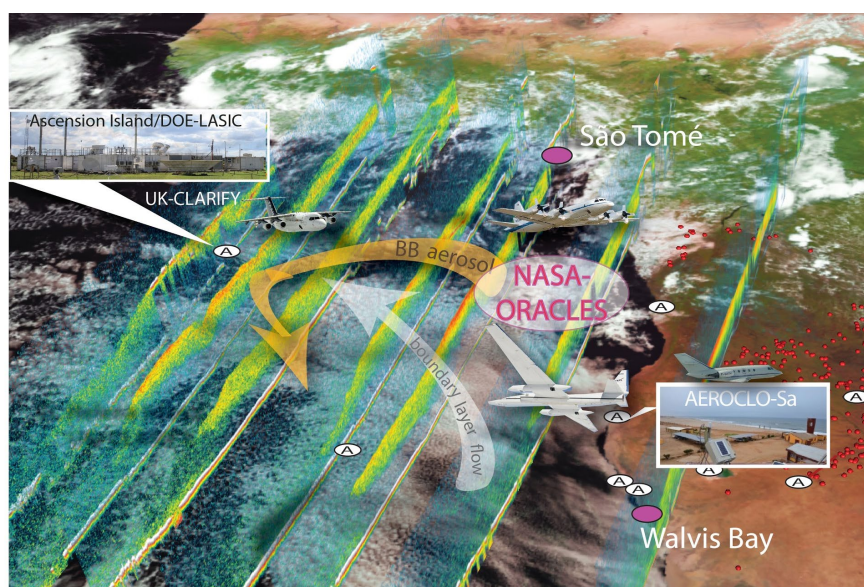 Ascension Island/DOE-LASIC
São Tomé
UK-CLARIFY
A
BB aerosol
NASA-
ORACLES
A
boundary layer flow
AEROCLO-Sa
A
A
A
A
A
A
A
Walvis Bay